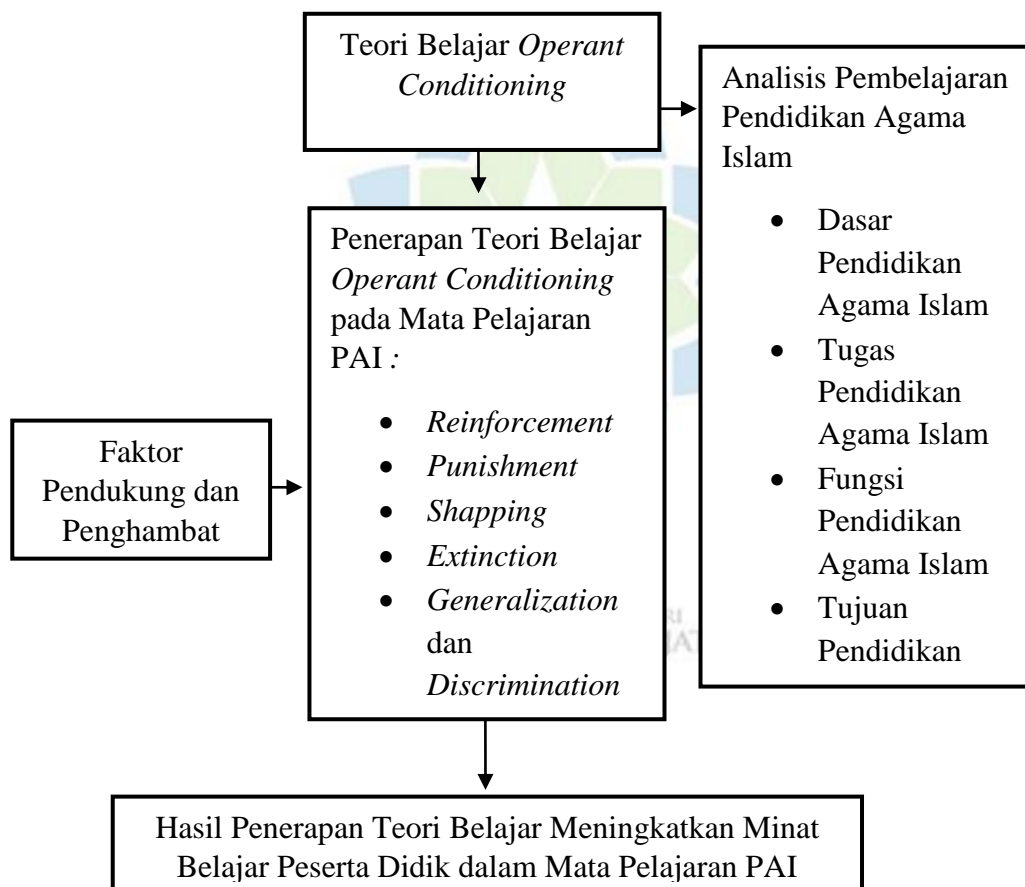 Teori Belajar Operant
Conditioning
Analisis Pembelajaran
Pendidikan Agama
Islam
• Dasar
Pendidikan
Agama Islam
• Tugas
Pendidikan
Agama Islam
• Fungsi
Pendidikan
Agama Islam
• Tujuan
Pendidikan
Penerapan Teori Belajar
Operant Conditioning
pada Mata Pelajaran
PAI :
• Reinforcement
• Punishment
• Shapping
• Extinction
• Generalization
dan
Discrimination
Faktor
Pendukung dan
Penghambat
Hasil Penerapan Teori Belajar Meningkatkan Minat
Belajar Peserta Didik dalam Mata Pelajaran PAI